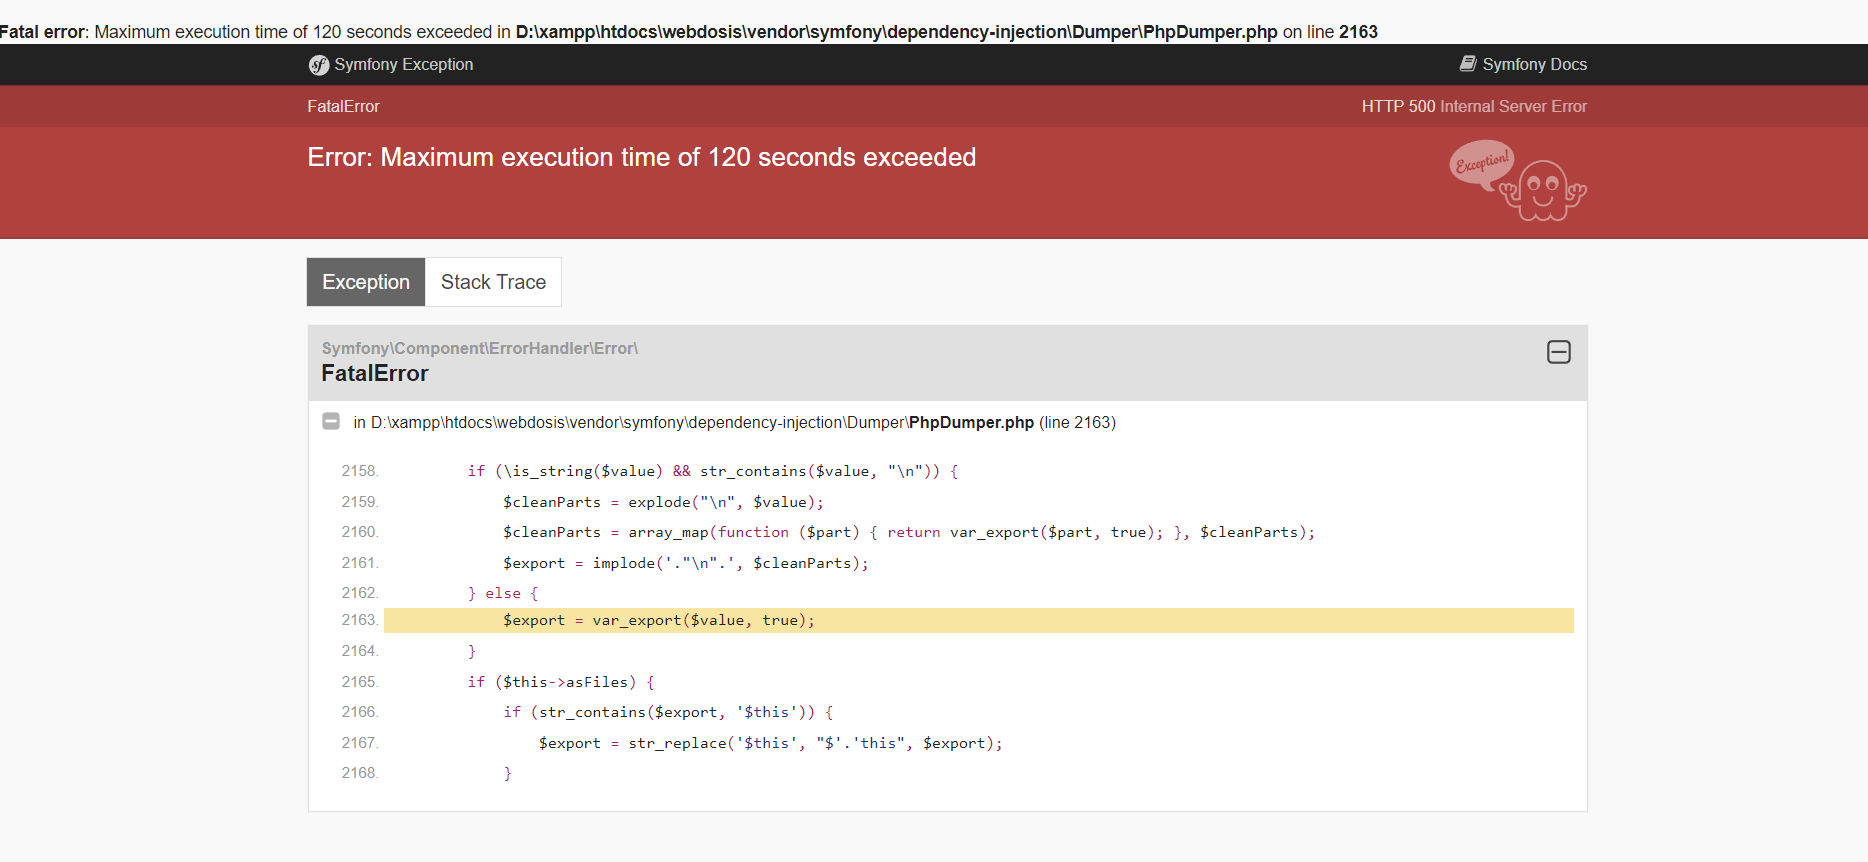 Fatal error: Maximum execution time of 120 seconds exceeded in D:\xampp\htdocs\webdosis\vendor\symfony\dependency-injection\Dumper\PhpDumper.php on line 2163
Symfony Exception
Symfony Docs
FatalError
HTTP 500 Internal Server Error
Error: Maximum execution time of 120 seconds exceeded
Exception!
Exception
Stack Trace
Symfony\Component\ErrorHandler\Error\
FatalError
in D:\xampp\htdocs\webdosis\vendor\symfony\dependency-injection\Dumper\PhpDumper.php (line 2163)
2158. if (\is_string($value) && str_contains($value, "\n")) {
2159. $cleanParts = explode("\n", $value);
2160. $cleanParts = array_map(function ($part) { return var_export($part, true); }, $cleanParts);
2161. $export = implode('."\n".', $cleanParts);
2162. } else {
2163. $export = var_export($value, true);
2164. }
2165. if ($this->asFiles) {
2166. if (str_contains($export, '$this')) {
2167. $export = str_replace('$this', "$'.'this", $export);
2168. }